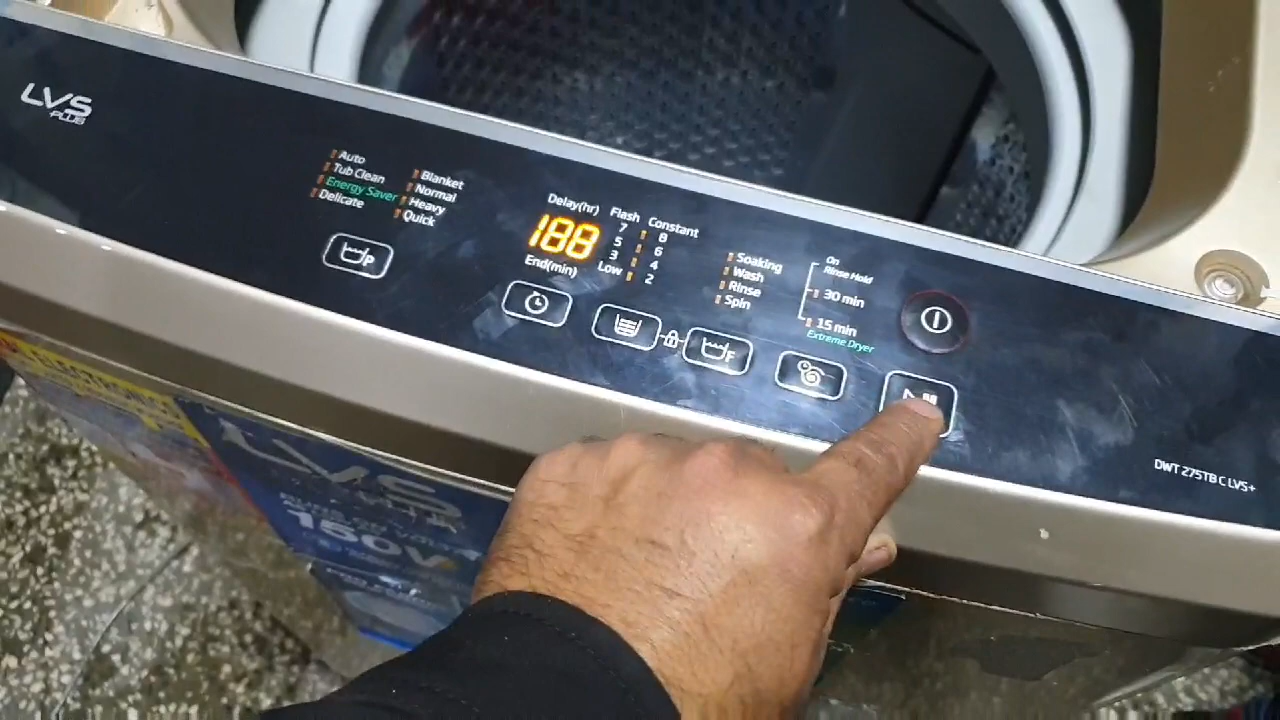 LVS
PLUS
Auto
Tub Clean
Energy Saver
Delicate
Blanket
Normal
Heavy
Quick
Delay(hr)
188
End(min)
Flash
7
5
3
Low
Constant
8
6
4
2
Soaking
Wash
Rinse
Spin
On
Rinse Hold
30 min
15 min
Extreme Dryer
P
F
DWT 275TB C LVS+
LVS
150V